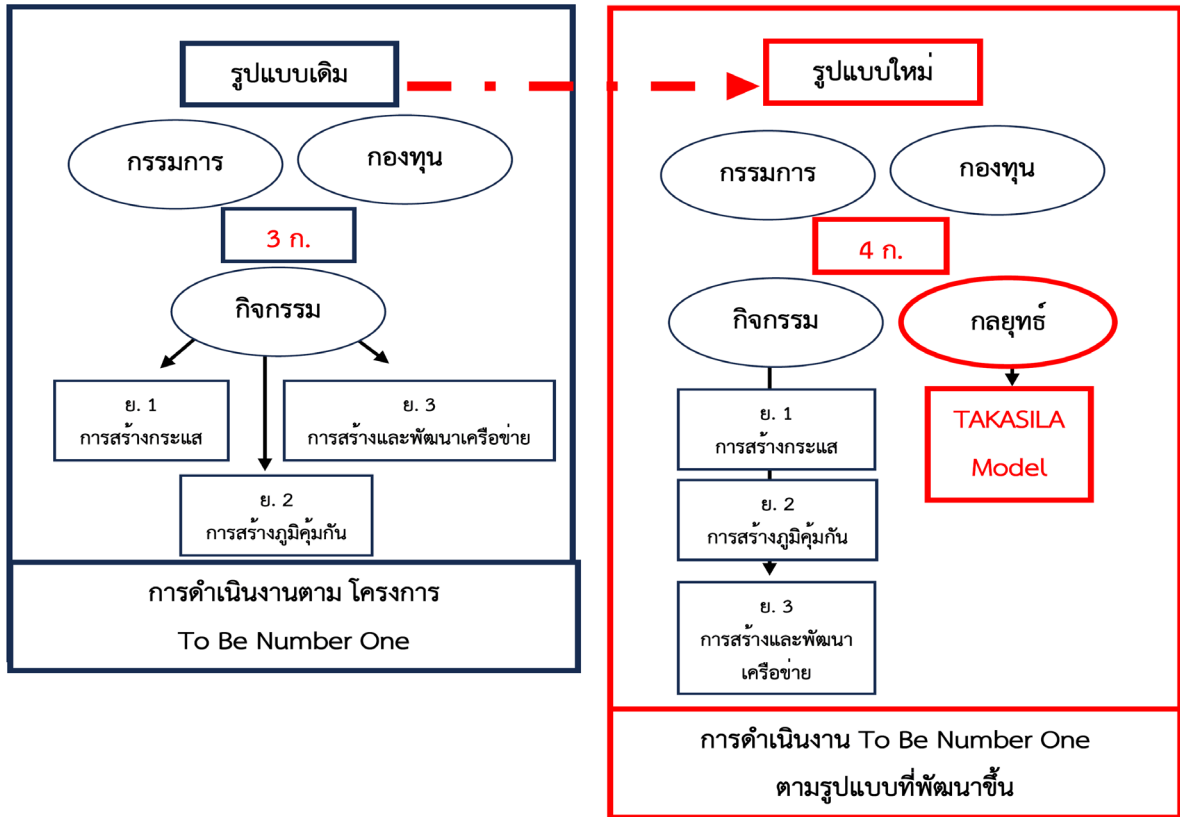 รูปแบบเดิม
กรรมการ
กองทุน
3 ก.
กิจกรรม
ย. 1
การสร้างกระแส
ย. 3
การสร้างและพัฒนาเครือข่าย
ย. 2
การสร้างภูมิคุ้มกัน
การดำเนินงานตาม โครงการ
To Be Number One
รูปแบบใหม่
กรรมการ
กองทุน
4 ก.
กิจกรรม
กลยุทธ์
ย. 1
การสร้างกระแส
ย. 2
การสร้างภูมิคุ้มกัน
ย. 3
การสร้างและพัฒนา
เครือข่าย
TAKASILA
Model
การดำเนินงาน To Be Number One
ตามรูปแบบที่พัฒนาขึ้น